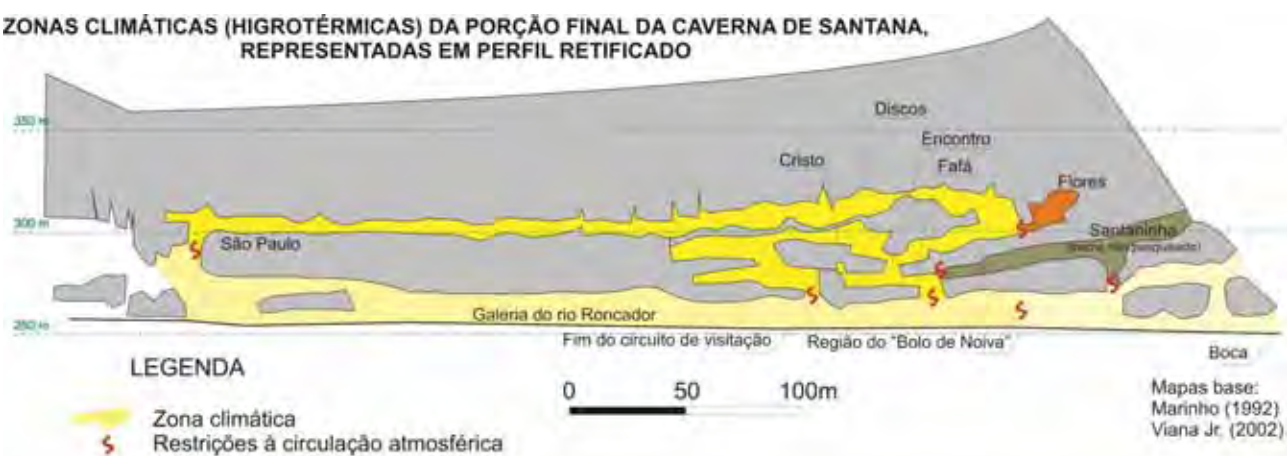 ZONAS CLIMÁTICAS (HIGROTÉRMICAS) DA PORÇÃO FINAL DA CAVERNA DE SANTANA,
REPRESENTADAS EM PERFIL RETIFICADO
350 m
Discos
Encontro
Cristo
Fafá
Flores
300 m
São Paulo
Santaninha
250 m
Galeria do rio Roncador
Fim do circuito de visitação
Região do "Bolo de Noiva"
Boca
LEGENDA
Zona climática
Restrições à circulação atmosférica
0 50 100m
Mapas base:
Marinho (1992)
Viana Jr. (2002)